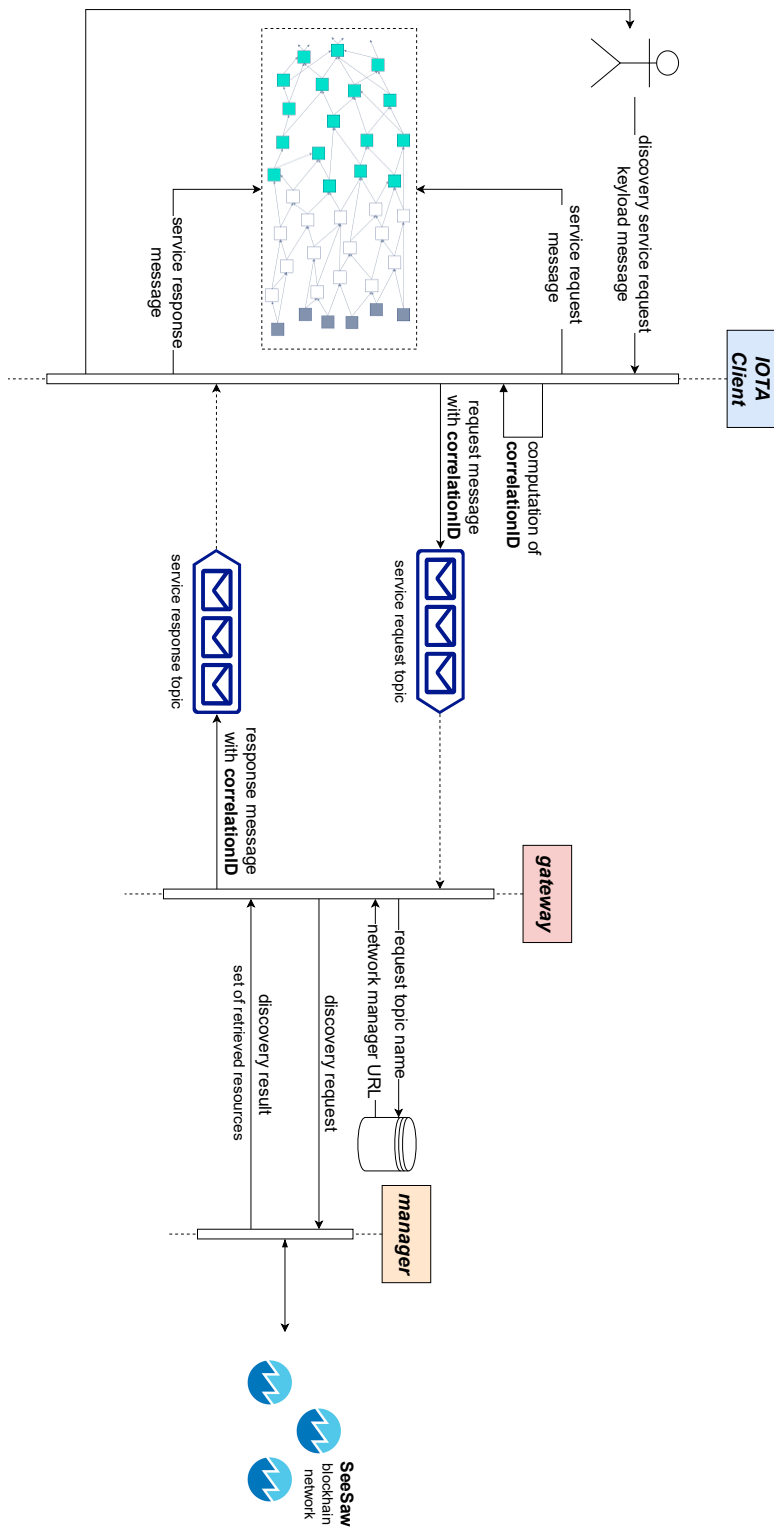 IOTA
Client
gateway
manager
discovery service request
keyload message
service request
message
computation of
correlationID
request message
with correlationID
service request topic
request topic name
network manager URL
discovery request
discovery result
set of retrieved resources
response message
with correlationID
service response topic
service response
message
SeeSaw
blockhain
network